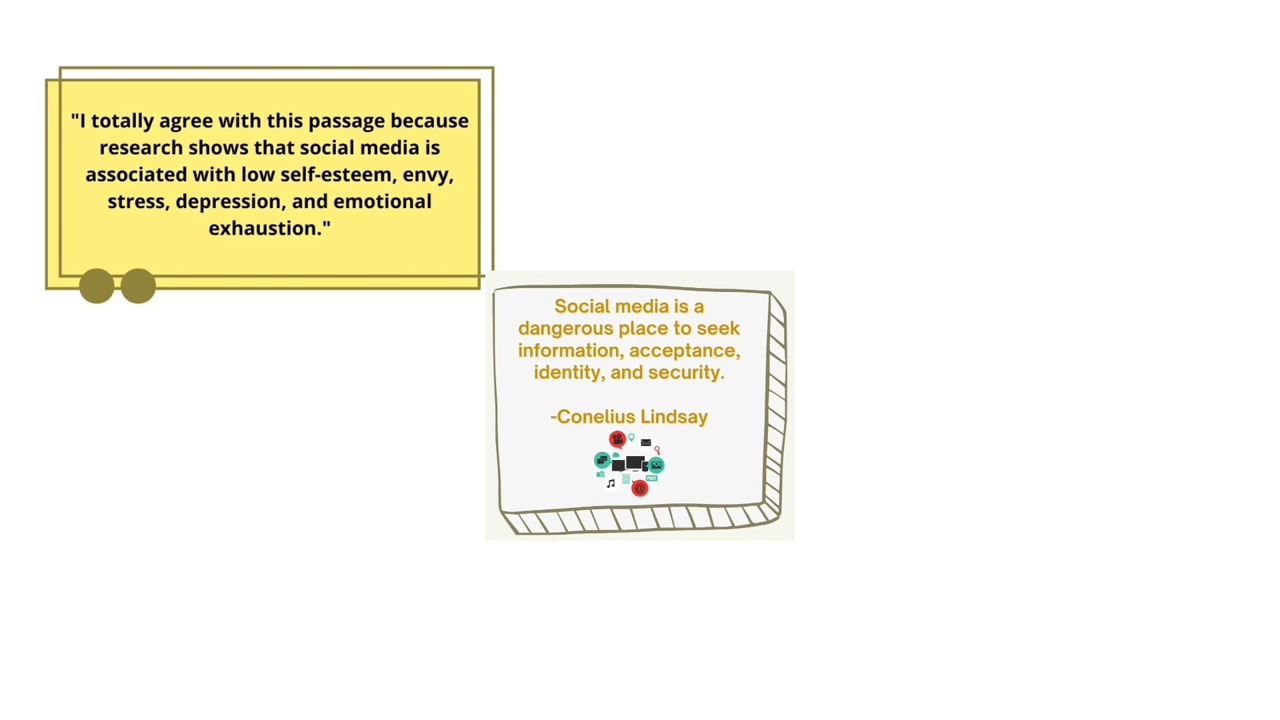 "I totally agree with this passage because
research shows that social media is
associated with low self-esteem, envy,
stress, depression, and emotional
exhaustion."
Social media is a
dangerous place to seek
information, acceptance,
identity, and security.
-Conelius Lindsay